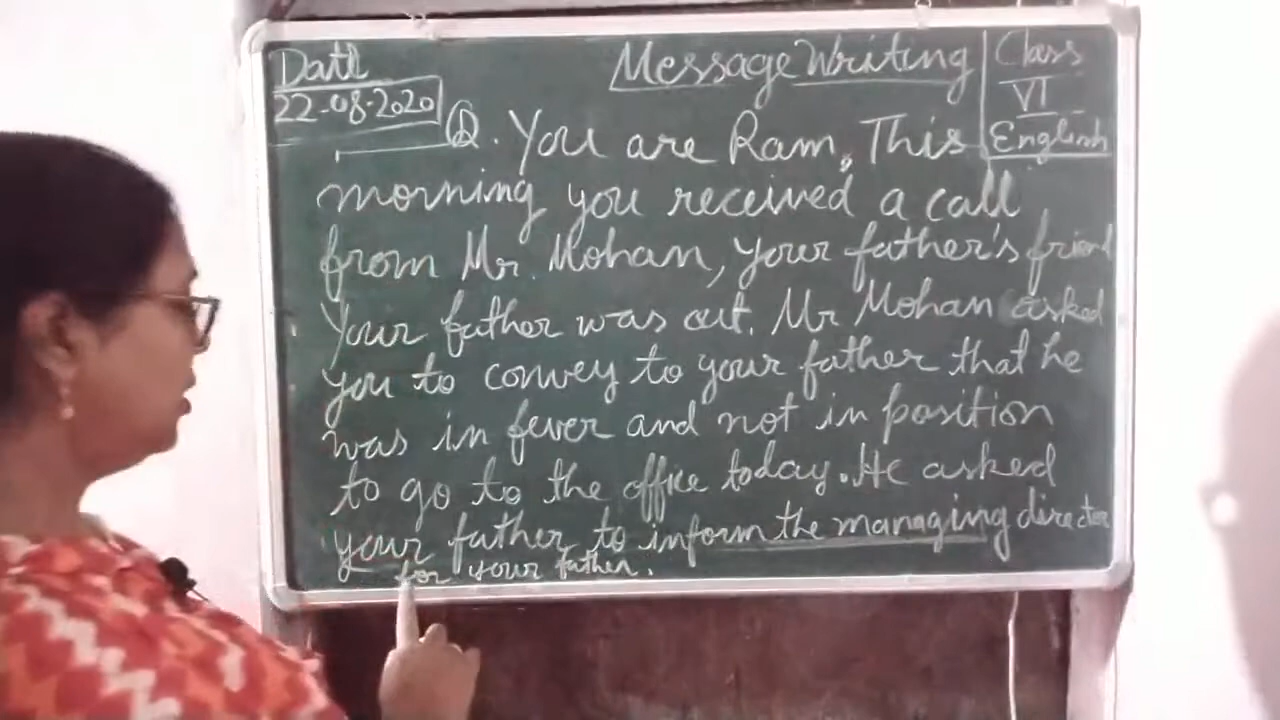 Date
22-08-2020
Message Writing
Class
VI
English
Q. You are Ram, This
morning you received a call
from Mr. Mohan, your father's friend
Your father was out. Mr Mohan asked
you to convey to your father that he
was in fever and not in position
to go to the office today. He asked
your father to inform the managing director
for your father.